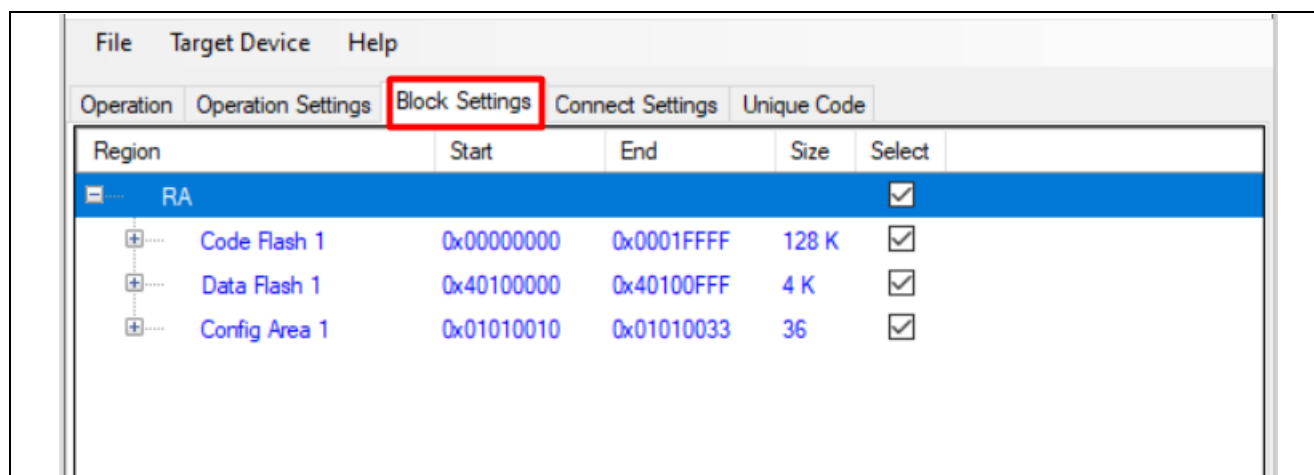 File Target Device Help
Operation Operation Settings Block Settings Connect Settings Unique Code
Region Start End Size Select
RA
Code Flash 1 0x00000000 0x0001FFFF 128 K
Data Flash 1 0x40100000 0x40100FFF 4 K
Config Area 1 0x01010010 0x01010033 36